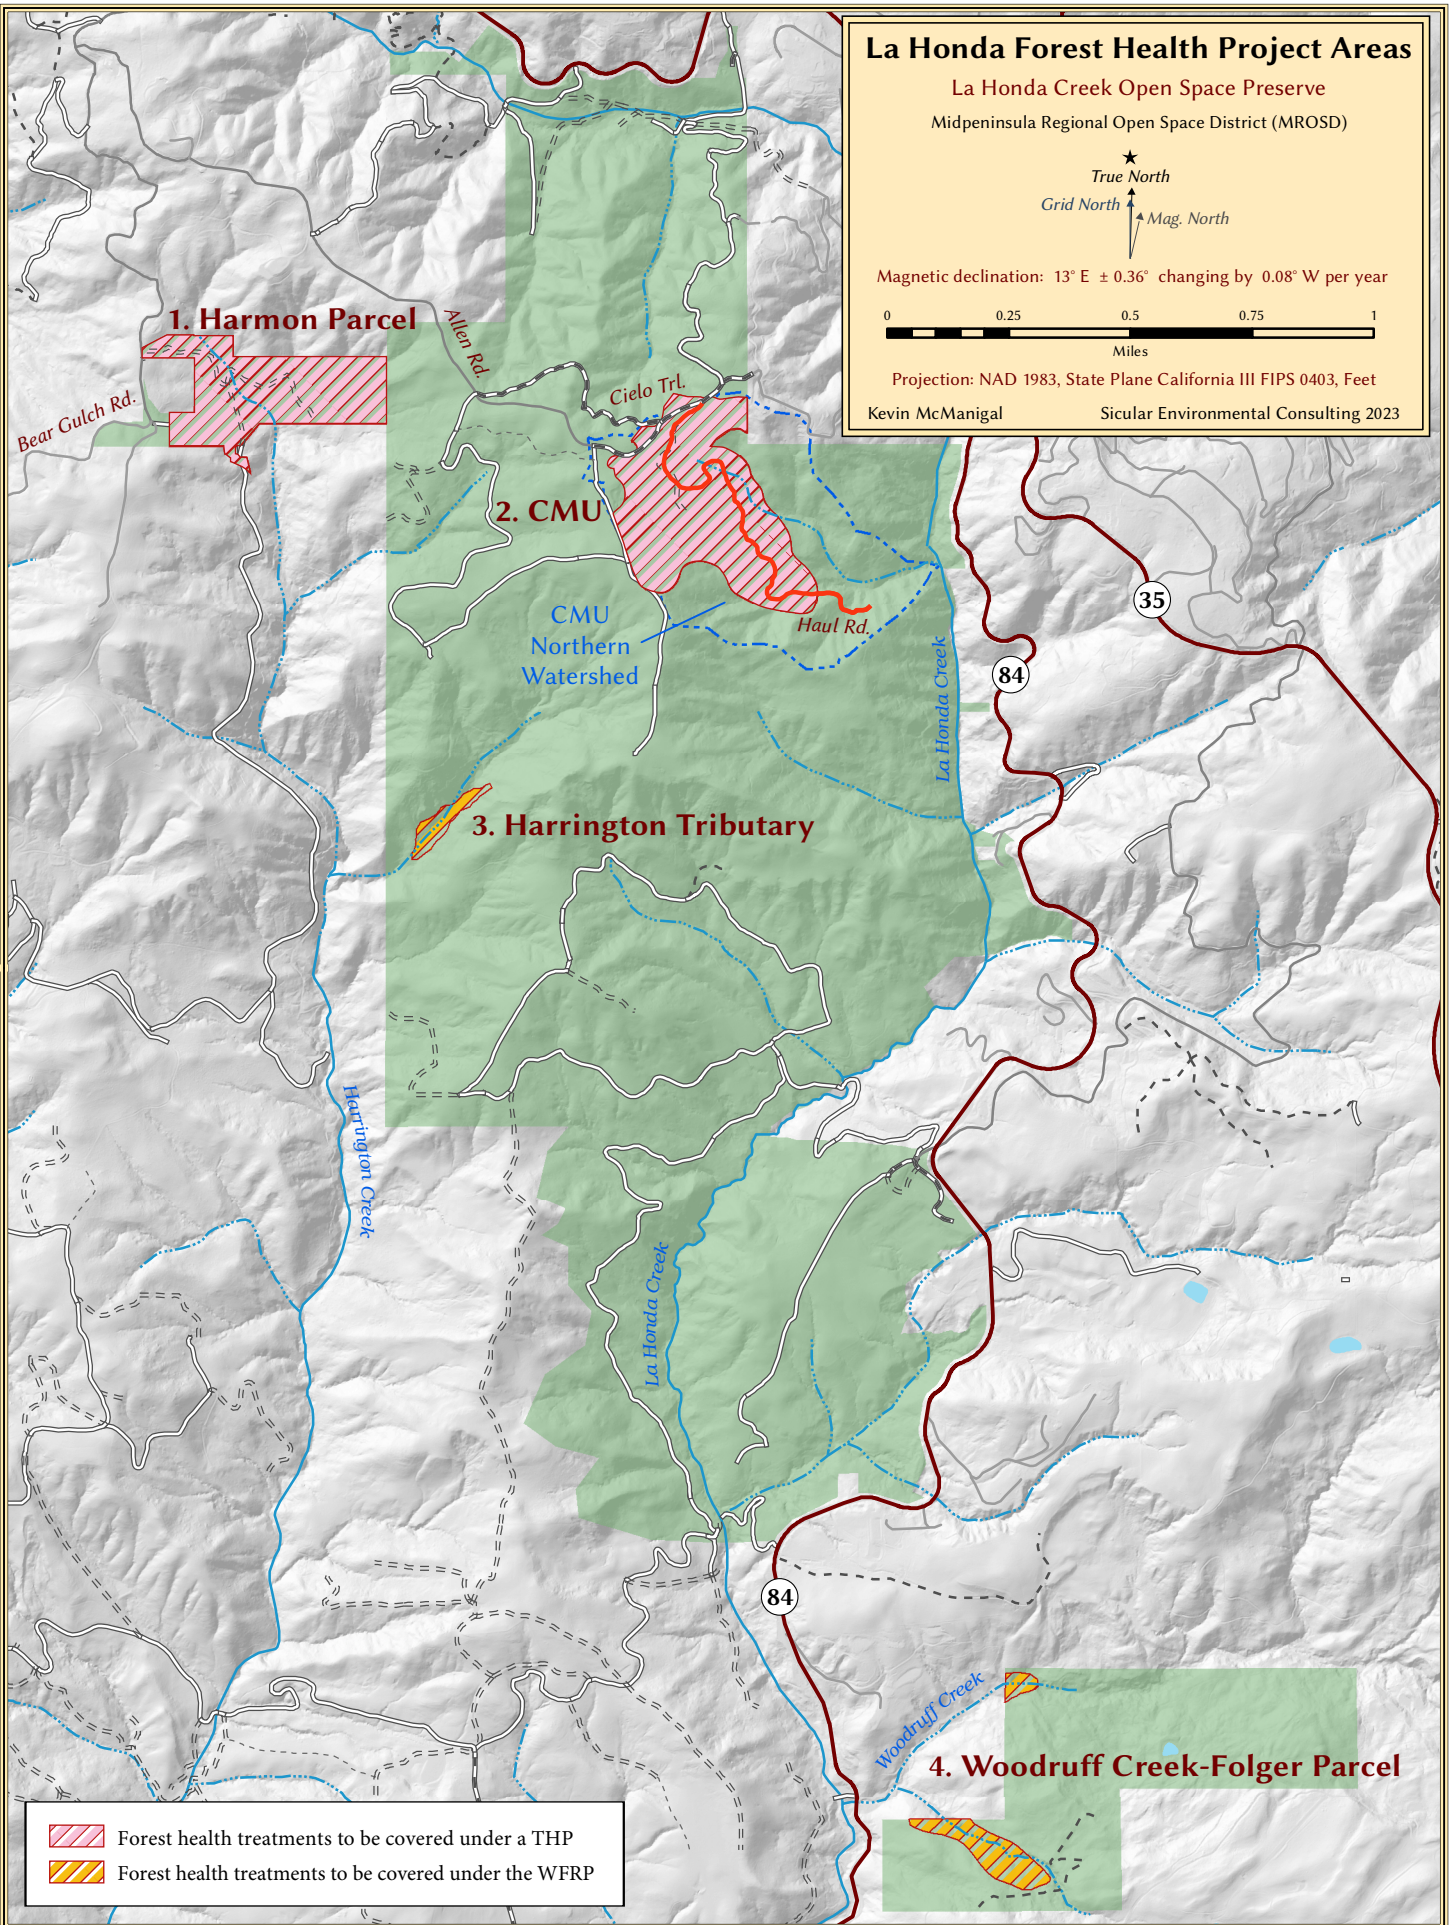 La Honda Forest Health Project Areas
La Honda Creek Open Space Preserve
Midpeninsula Regional Open Space District (MROSD)
True North
Grid North
Mag. North
Magnetic declination: 13° E ± 0.36° changing by 0.08° W per year
0 0.25 0.5 0.75 1
Miles
Projection: NAD 1983, State Plane California III FIPS 0403, Feet
Kevin McManigal Sicular Environmental Consulting 2023
1. Harmon Parcel
Allen Rd.
Cielo Trl.
Bear Gulch Rd.
2. CMU
35
CMU
Northern
Watershed
Haul Rd.
84
La Honda Creek
3. Harrington Tributary
Harrington Creek
La Honda Creek
84
Woodruff Creek
4. Woodruff Creek-Folger Parcel
Forest health treatments to be covered under a THP
Forest health treatments to be covered under the WFRP